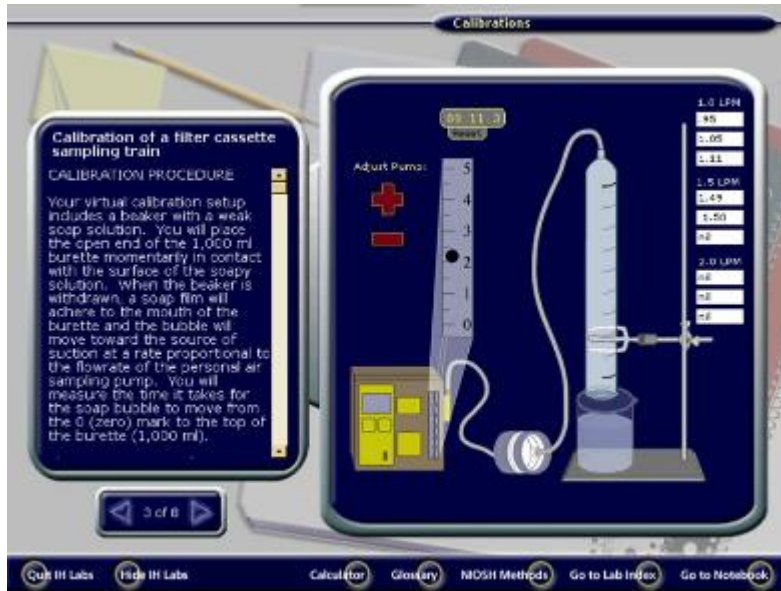 Calibrations
Calibration of a filter cassette
sampling train
CALIBRATION PROCEDURE
Your virtual calibration setup
includes a beaker with a weak
soap solution. You will place
the open end of the 1,000 ml
burette momentarily in contact
with the surface of the soapy
solution. When the beaker is
withdrawn, a soap film will
adhere to the mouth of the
burette and the bubble will
move toward the source of
suction at a rate proportional to
the flowrate of the personal air
sampling pump. You will
measure the time it takes for
the soap bubble to move from
the 0 (zero) mark to the top of
the burette (1,000 ml).
3 of 8
00 11.3
Reset
Adjust Pump:
5
4
3
2
1
0
1.0 LPM
.95
1.05
1.11
1.5 LPM
1.49
1.50
m2
2.0 LPM
m2
m2
m2
Quit IH Labs
Hide IH Labs
Calculator
Glossary
NIOSH Methods
Go to Lab Index
Go to Notebook